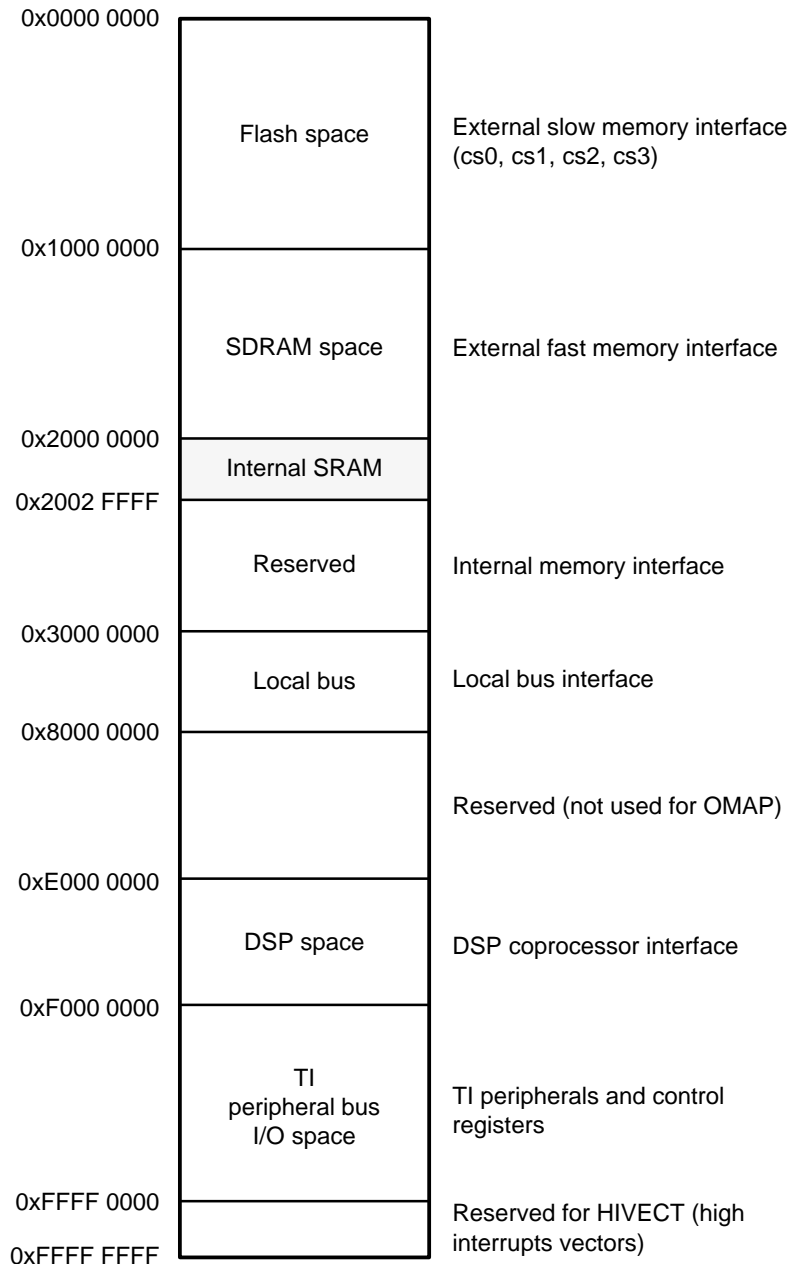 0x0000 0000
Flash space
External slow memory interface
(cs0, cs1, cs2, cs3)
0x1000 0000
SDRAM space
External fast memory interface
0x2000 0000
Internal SRAM
0x2002 FFFF
Reserved
Internal memory interface
0x3000 0000
Local bus
Local bus interface
0x8000 0000
Reserved (not used for OMAP)
0xE000 0000
DSP space
DSP coprocessor interface
0xF000 0000
TI
peripheral bus
I/O space
TI peripherals and control
registers
0xFFFF 0000
Reserved for HIVECT (high
interrupts vectors)
0xFFFF FFFF